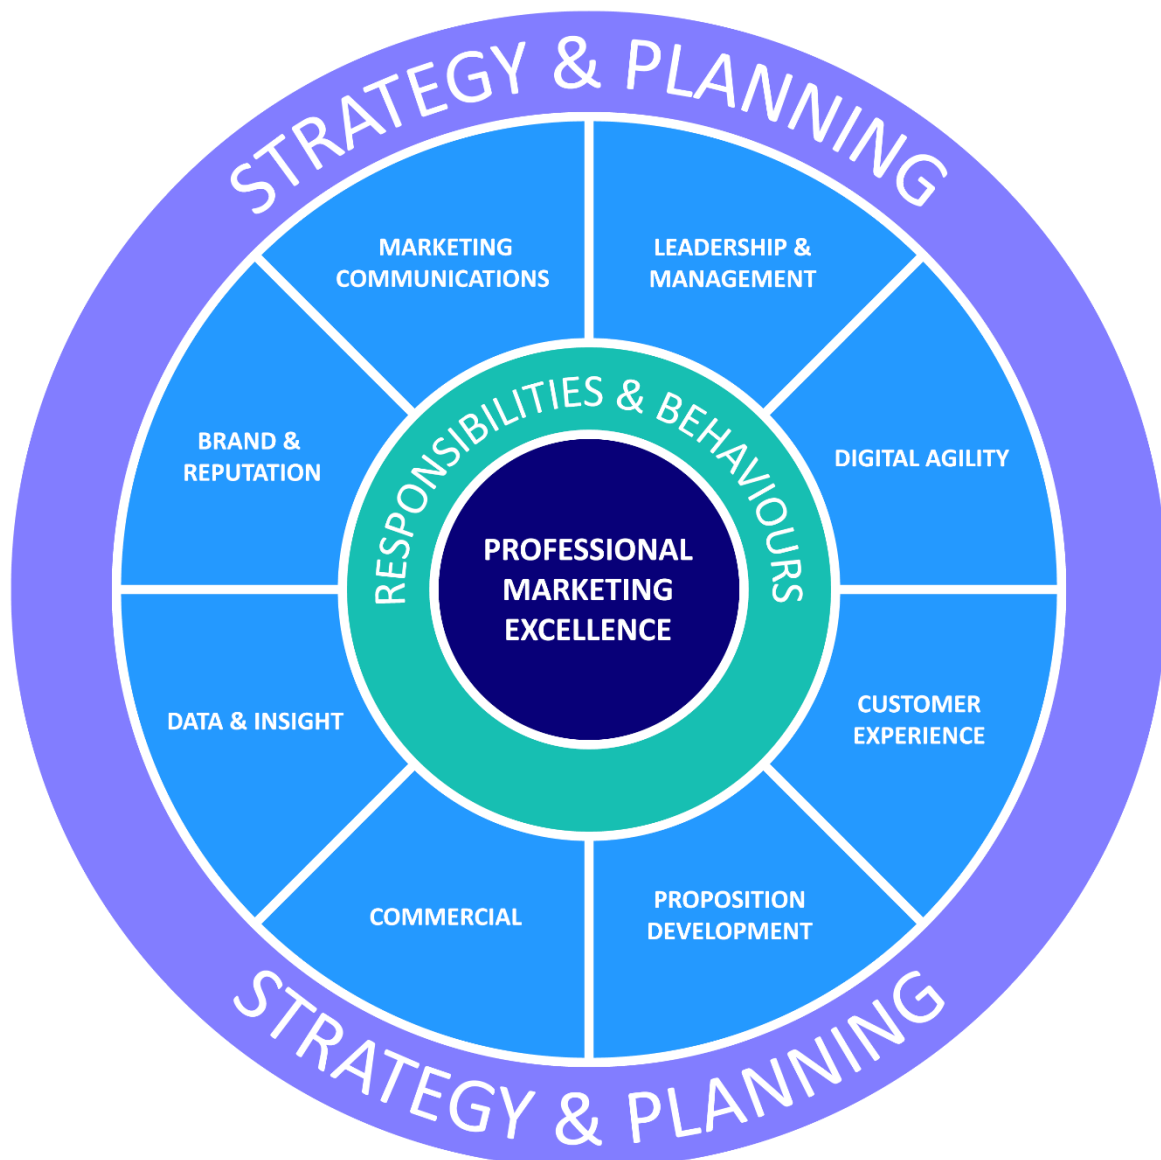 STRATEGY & PLANNING
MARKETING
COMMUNICATIONS
LEADERSHIP &
MANAGEMENT
BRAND &
REPUTATION
DIGITAL AGILITY
RESPONSIBILITIES & BEHAVIOURS
PROFESSIONAL
MARKETING
EXCELLENCE
DATA & INSIGHT
CUSTOMER
EXPERIENCE
COMMERCIAL
PROPOSITION
DEVELOPMENT
STRATEGY & PLANNING